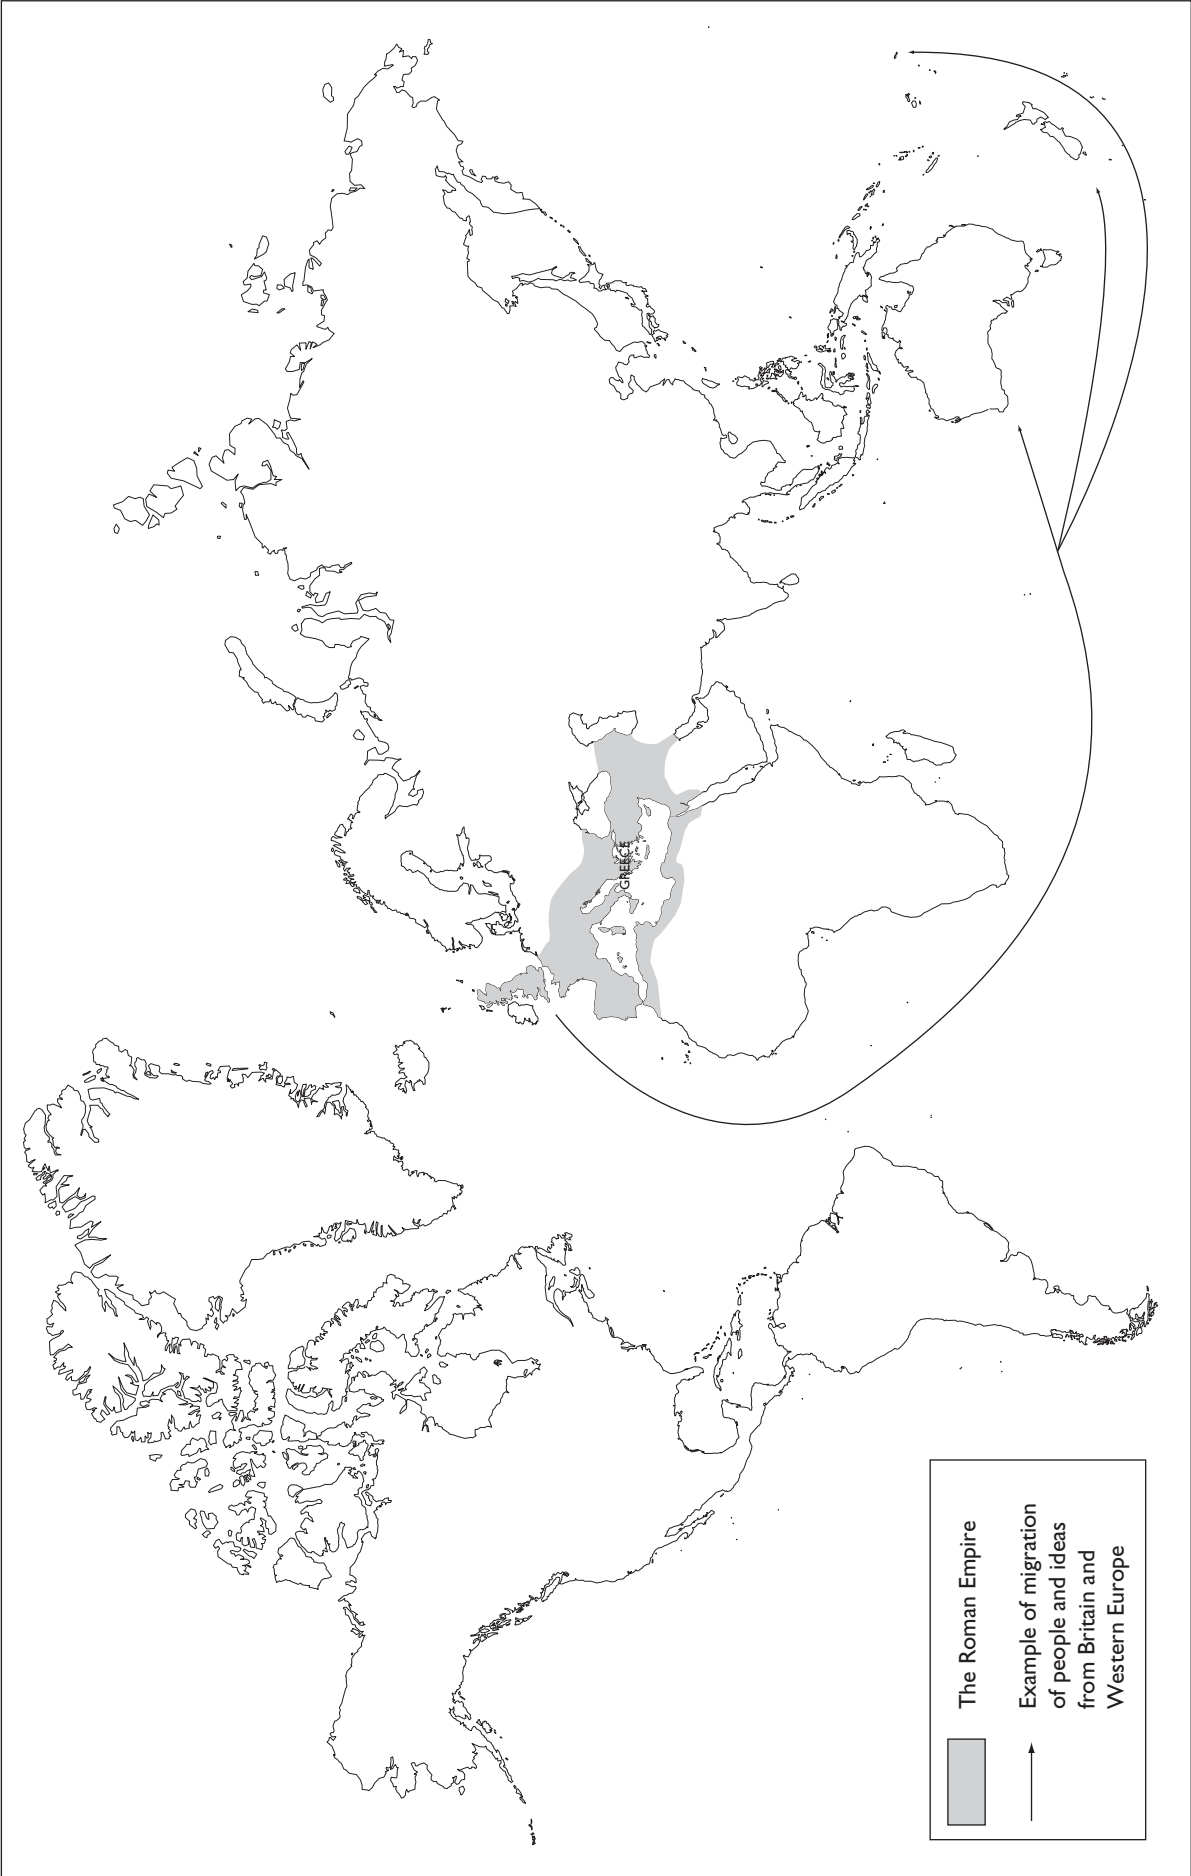 GREECE
The Roman Empire
Example of migration
of people and ideas
from Britain and
Western Europe